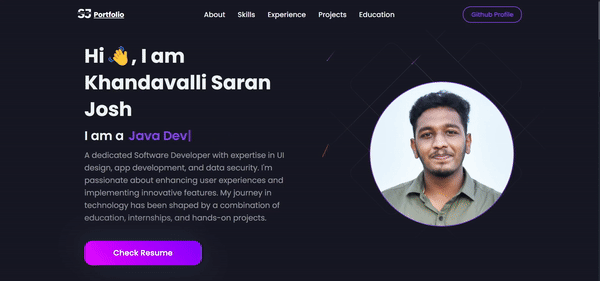 SJ Portfolio
About Skills Experience Projects Education
Github Profile
Hi 👋, I am
Khandavalli Saran
Josh
I am a Java Dev|
A dedicated Software Developer with expertise in UI
design, app development, and data security. I'm
passionate about enhancing user experiences and
implementing innovative features. My journey in
technology has been shaped by a combination of
education, internships, and hands-on projects.
Check Resume